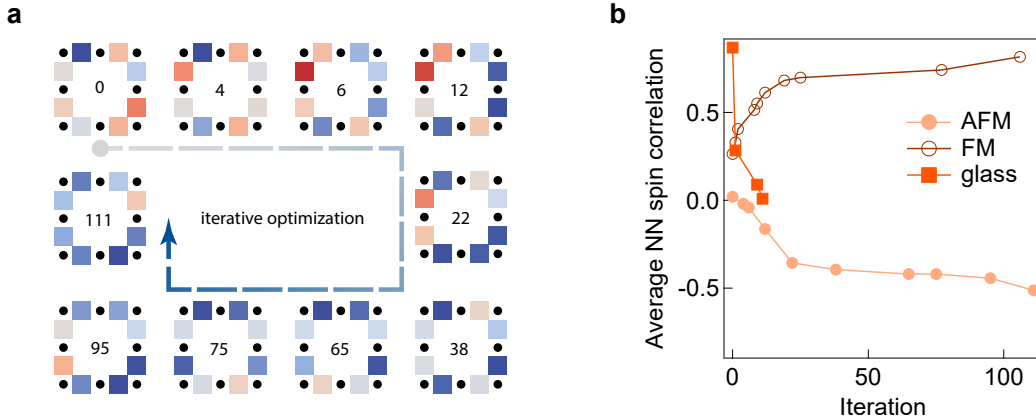 a
0 4 6 12
111 iterative optimization 22
95 75 65 38
b
Average NN spin correlation
0.5
0.0
-0.5
AFM
FM
glass
0 50 100
Iteration